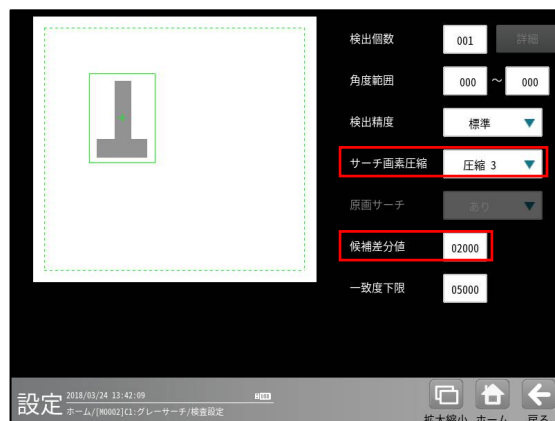 検出個数 001 詳細
角度範囲 000 ～ 000
検出精度 標準
サーチ画素圧縮 圧縮 3
原画サーチ あり
候補差分値 02000
一致度下限 05000
設定 2018/03/24 13:42:09
ホーム/[M0002]C1:グレーサーチ/検査設定
拡大縮小 ホーム 戻る